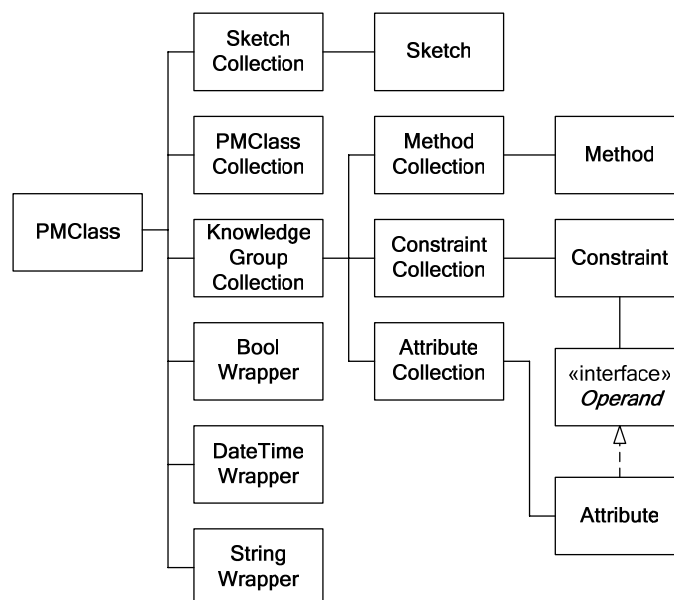 Sketch
Collection
Sketch
PMClass
Collection
Method
Collection
Method
PMClass
Knowledge
Group
Collection
Constraint
Collection
Constraint
Bool
Wrapper
Attribute
Collection
«interface»
Operand
DateTime
Wrapper
Attribute
String
Wrapper